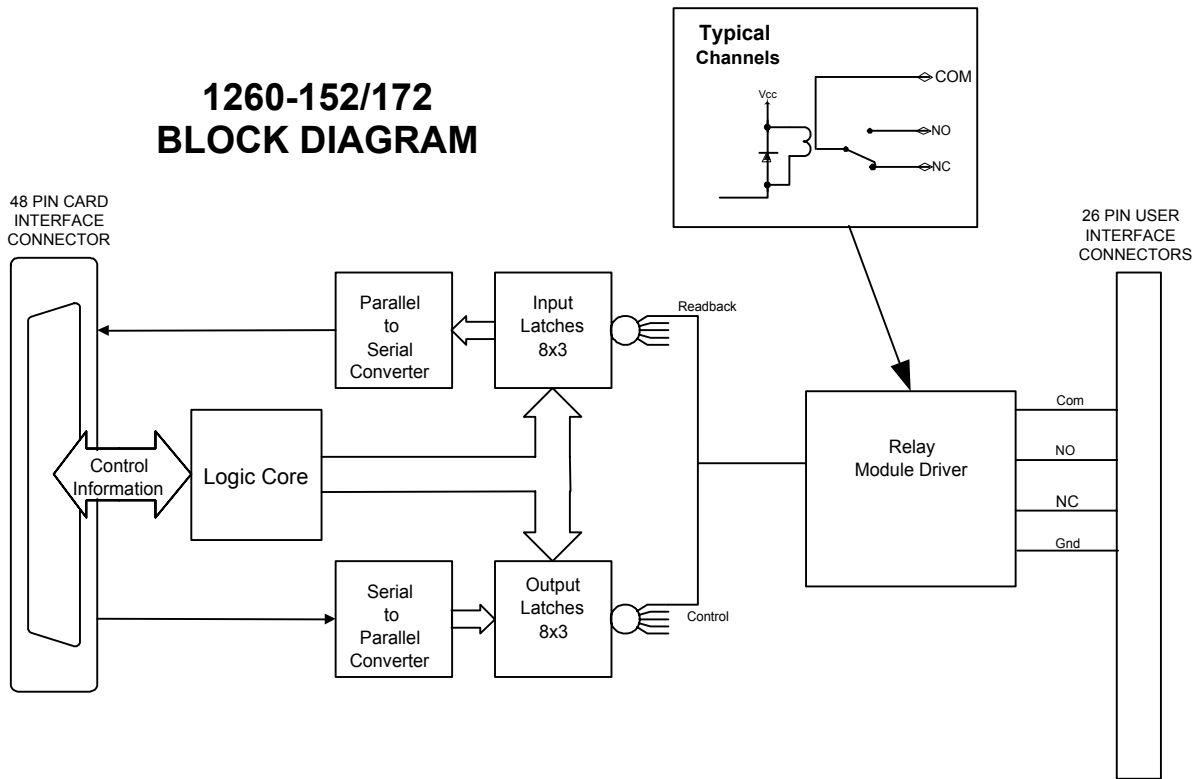 1260-152/172
BLOCK DIAGRAM
Typical
Channels
Vcc
COM
NO
NC
48 PIN CARD
INTERFACE
CONNECTOR
26 PIN USER
INTERFACE
CONNECTORS
Parallel
to
Serial
Converter
Input
Latches
8x3
Readback
Control
Information
Logic Core
Relay
Module Driver
Com
NO
NC
Gnd
Serial
to
Parallel
Converter
Output
Latches
8x3
Control